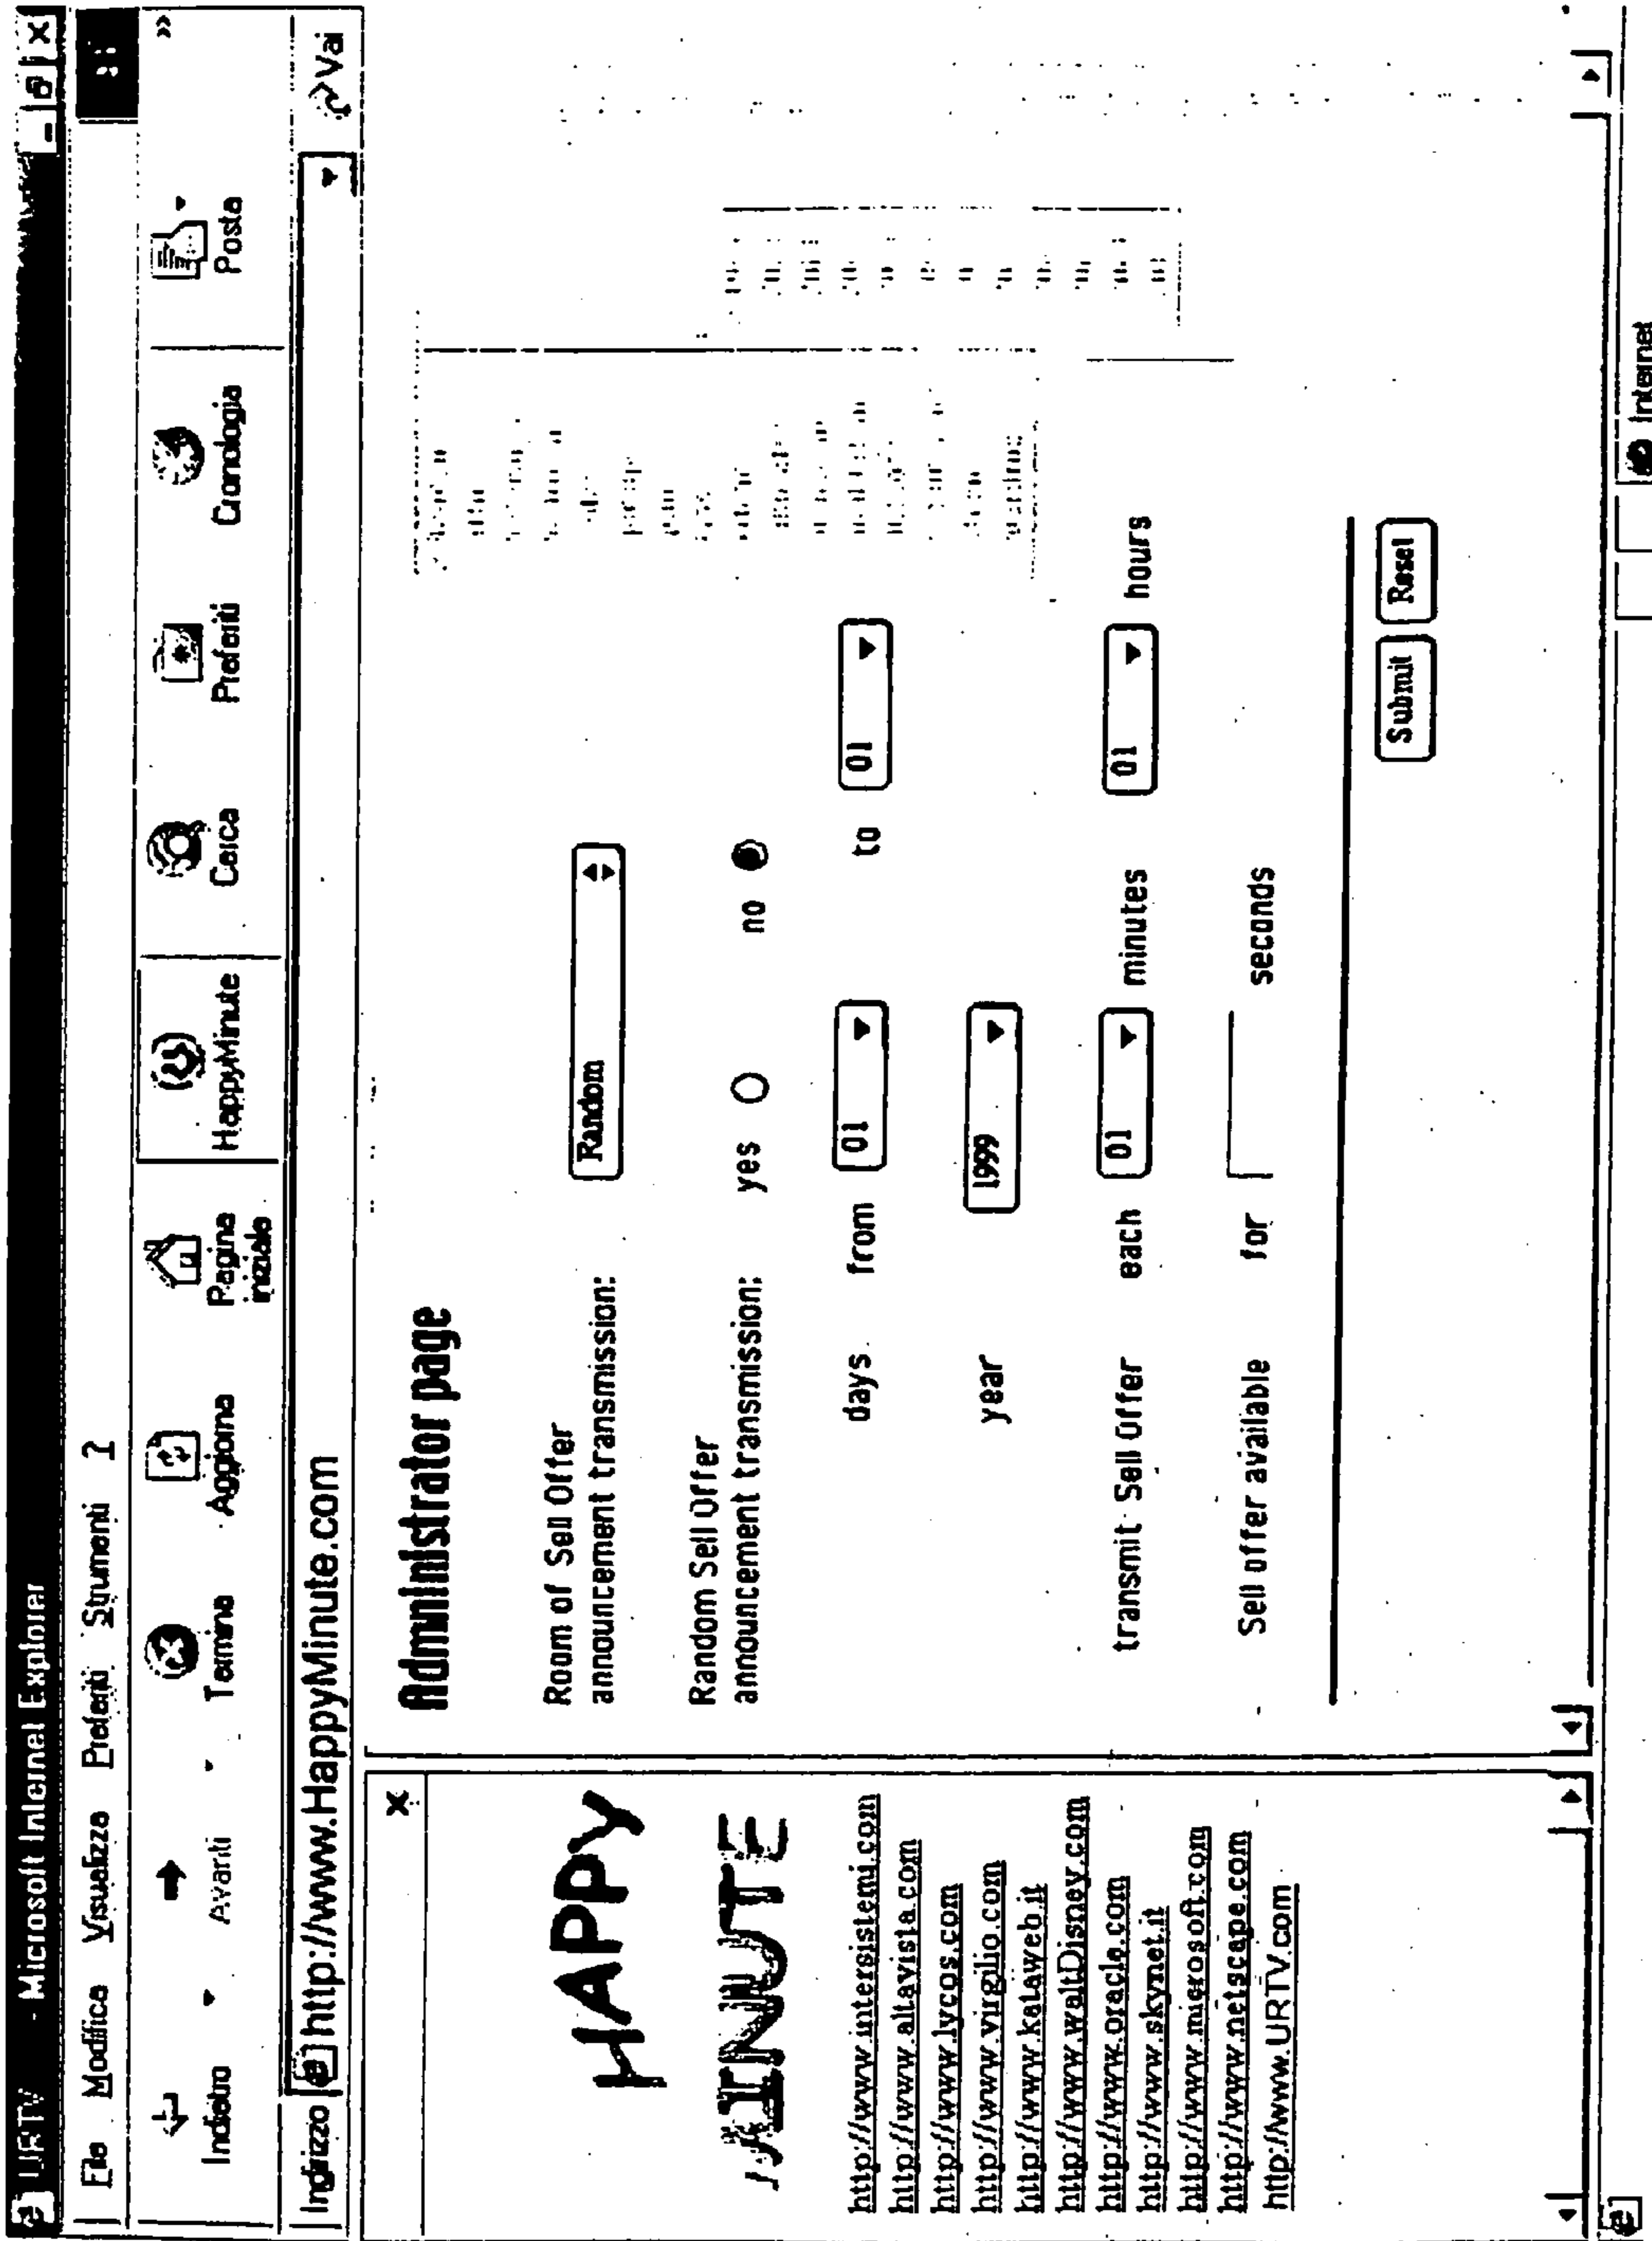 URTV - Microsoft Internet Explorer
File Modifica Visualizza Preferiti Strumenti ?
Indietro Avanti Termina Aggiorna Pagina iniziale HappyMinute Cerca Preferiti Cronologia Posta »
Indirizzo http://www.HappyMinute.com Vai
x
HAPPY
MINUTE
http://www.intersistemi.com
http://www.altavista.com
http://www.lycos.com
http://www.virgilio.com
http://www.kataweb.it
http://www.waltDisney.com
http://www.oracle.com
http://www.skynet.it
http://www.microsoft.com
http://www.netscape.com
http://www.URTV.com
Administrator page
Room of Sell Offer
announcement transmission: Random
Random Sell Offer
announcement transmission: yes no
days from 01 to 01
year 1999
transmit Sell Offer each 01 minutes 01 hours
Sell offer available for seconds
Submit Reset
Internet